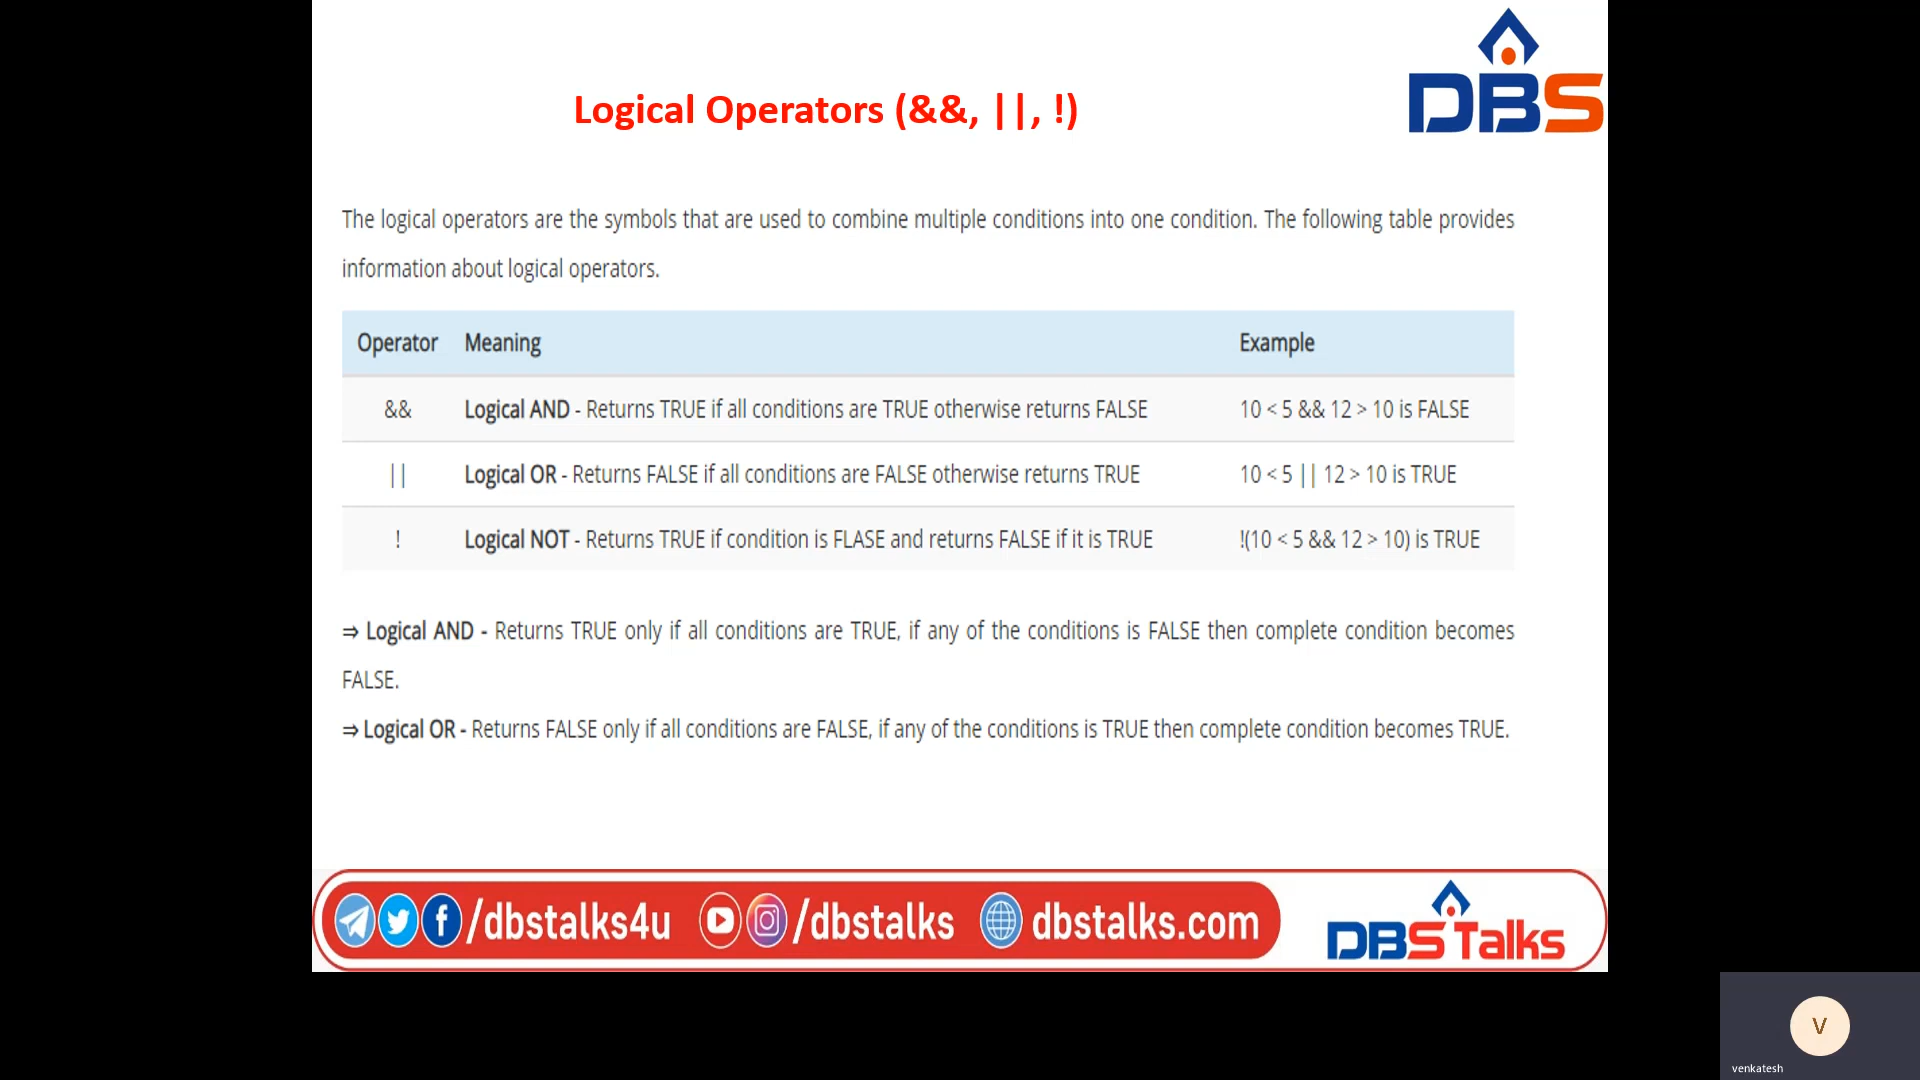 DBS
Logical Operators (&&, ||, !)
The logical operators are the symbols that are used to combine multiple conditions into one condition. The following table provides
information about logical operators.
Operator Meaning Example
&& Logical AND - Returns TRUE if all conditions are TRUE otherwise returns FALSE 10 < 5 && 12 > 10 is FALSE
|| Logical OR - Returns FALSE if all conditions are FALSE otherwise returns TRUE 10 < 5 || 12 > 10 is TRUE
! Logical NOT - Returns TRUE if condition is FLASE and returns FALSE if it is TRUE !(10 < 5 && 12 > 10) is TRUE
⇒ Logical AND - Returns TRUE only if all conditions are TRUE, if any of the conditions is FALSE then complete condition becomes
FALSE.
⇒ Logical OR - Returns FALSE only if all conditions are FALSE, if any of the conditions is TRUE then complete condition becomes TRUE.
/dbstalks4u /dbstalks dbstalks.com DBS Talks
V
venkatesh